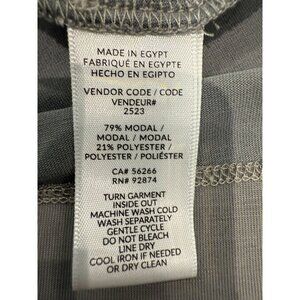 MADE IN EGYPT
FABRIQUÉ EN EGYPTE
HECHO EN EGIPTO
VENDOR CODE / CODE
VENDEUR#
2523
79% MODAL/
MODAL / MODAL
21% POLYESTER/
POLYESTER / POLIÉSTER
CA# 56266
RN# 92874
TURN GARMENT
INSIDE OUT
MACHINE WASH COLD
WASH SEPARATELY
GENTLE CYCLE
DO NOT BLEACH
LINE DRY
COOL IRON IF NEEDED
OR DRY CLEAN